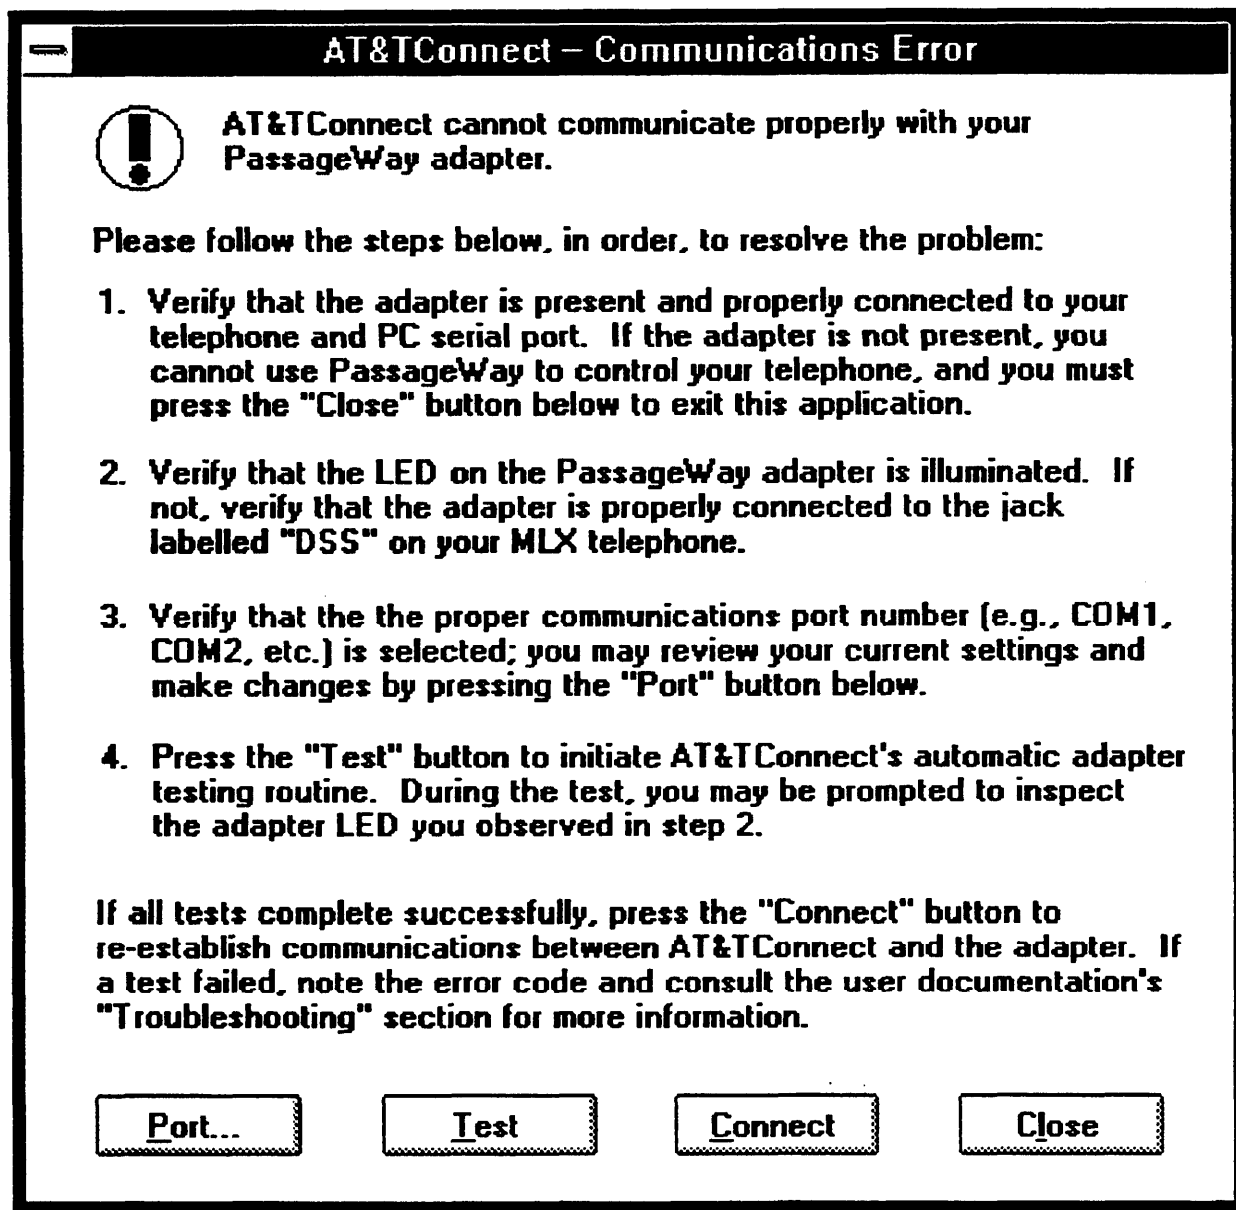 AT&TConnect – Communications Error
AT&TConnect cannot communicate properly with your
PassageWay adapter.
Please follow the steps below, in order, to resolve the problem:
1. Verify that the adapter is present and properly connected to your
telephone and PC serial port. If the adapter is not present, you
cannot use PassageWay to control your telephone, and you must
press the "Close" button below to exit this application.
2. Verify that the LED on the PassageWay adapter is illuminated. If
not, verify that the adapter is properly connected to the jack
labelled "DSS" on your MLX telephone.
3. Verify that the the proper communications port number (e.g., COM1,
COM2, etc.) is selected; you may review your current settings and
make changes by pressing the "Port" button below.
4. Press the "Test" button to initiate AT&TConnect's automatic adapter
testing routine. During the test, you may be prompted to inspect
the adapter LED you observed in step 2.
If all tests complete successfully, press the "Connect" button to
re-establish communications between AT&TConnect and the adapter. If
a test failed, note the error code and consult the user documentation's
"Troubleshooting" section for more information.
Port... Test Connect Close